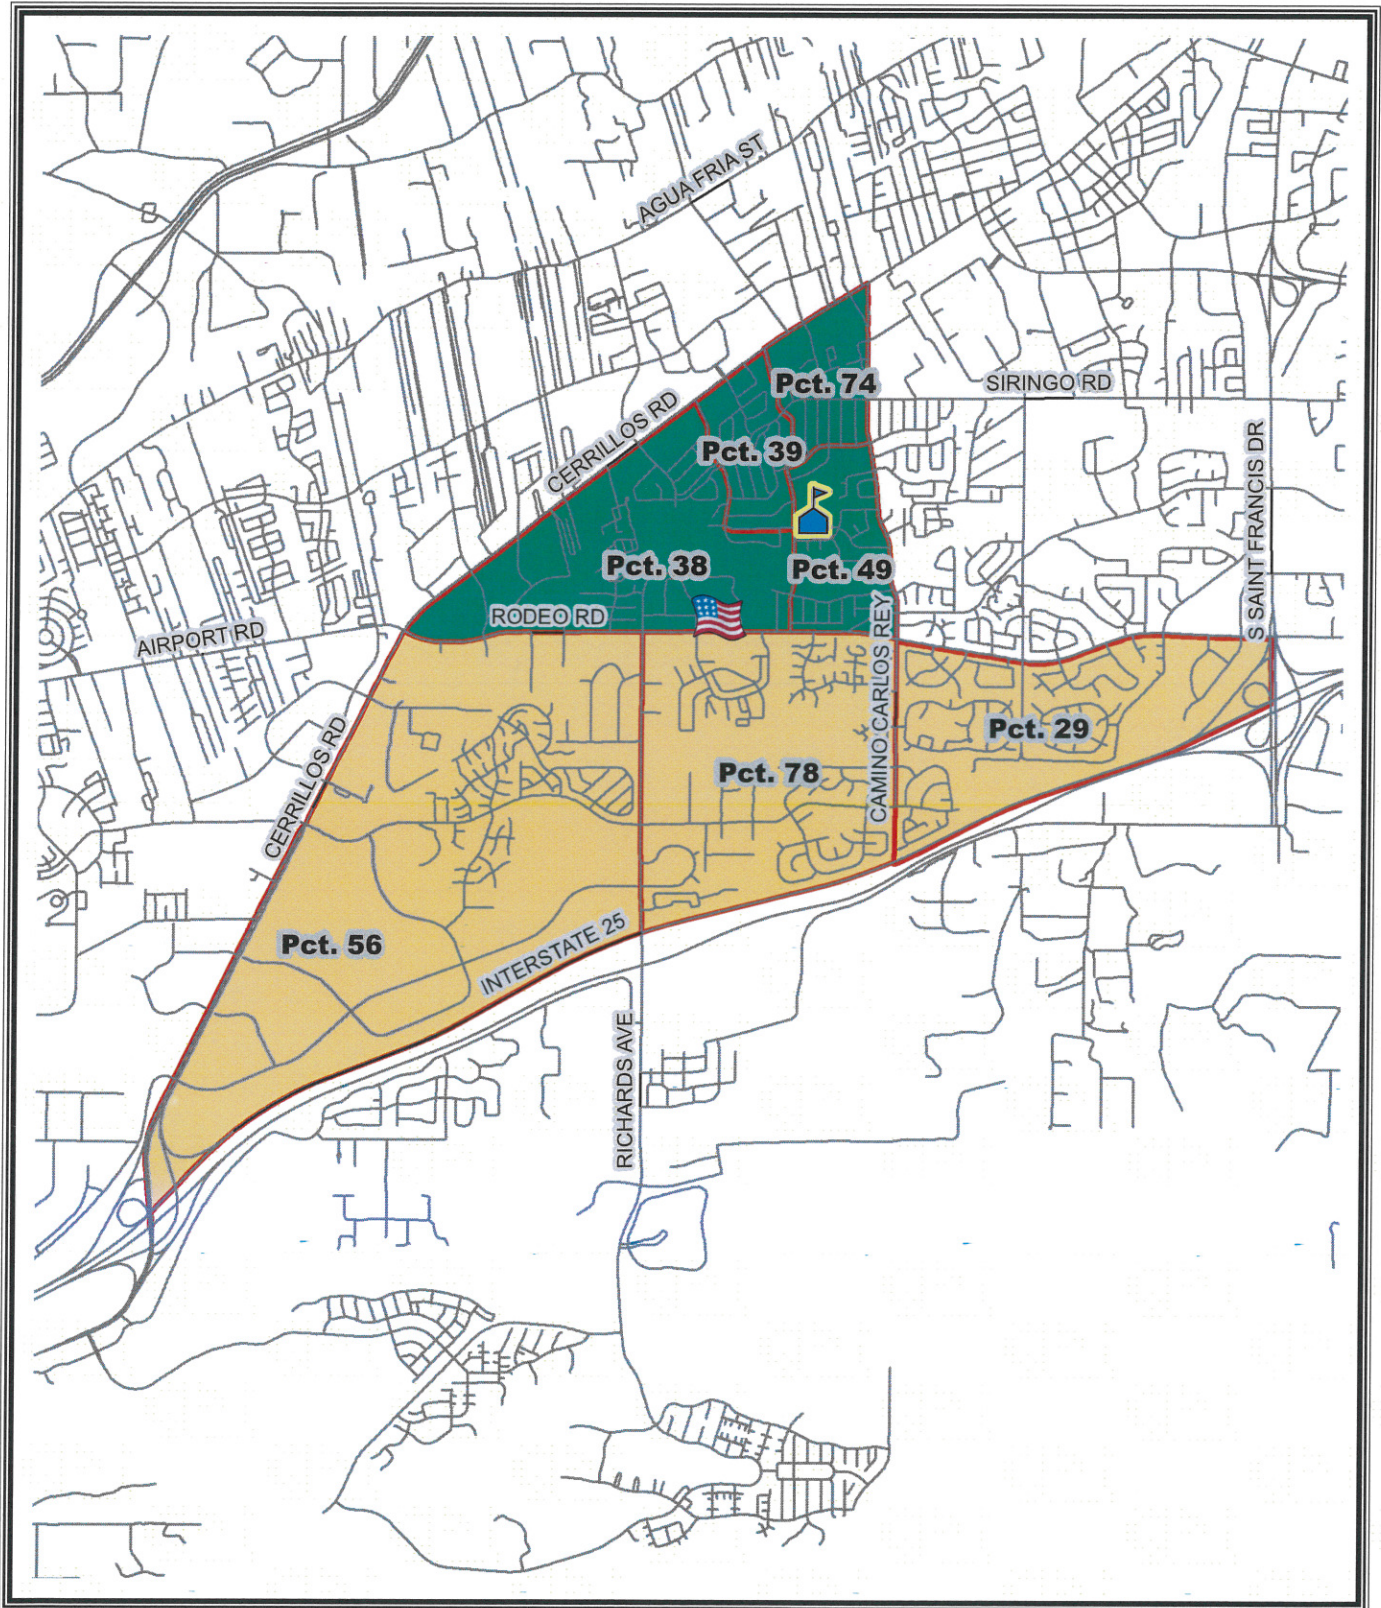 AGUA FRIA ST
Pct. 74
SIRINGO RD
CERRILLOS RD
Pct. 39
S SAINT FRANCIS DR
Pct. 38
Pct. 49
RODEO RD
AIRPORT RD
CAMINO CARLOS REY
Pct. 29
CERRILLOS RD
Pct. 78
Pct. 56
INTERSTATE 25
RICHARDS AVE